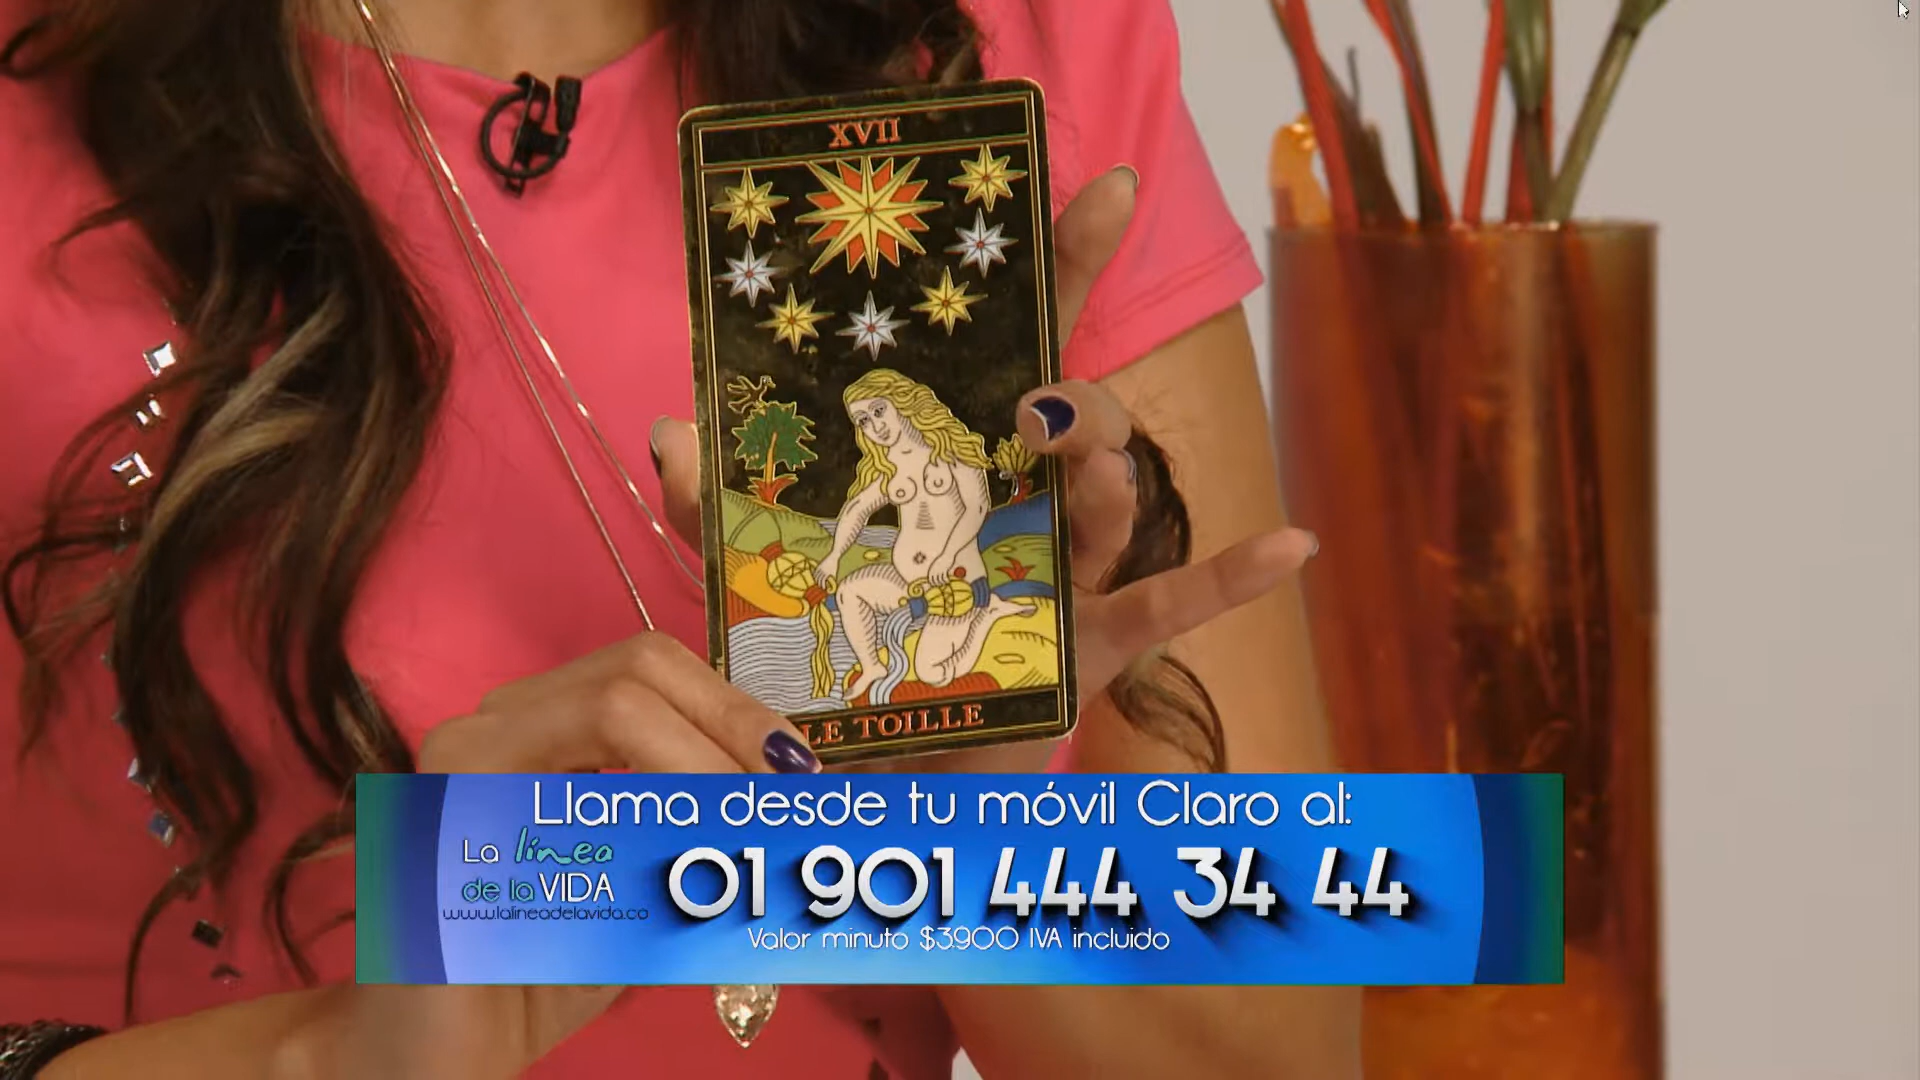 XVII
LE TOILLE
Llama desde tu móvil Claro al:
La línea
de la VIDA
www.lalineadelavida.co
01 901 444 34 44
Valor minuto $3.900 IVA incluido